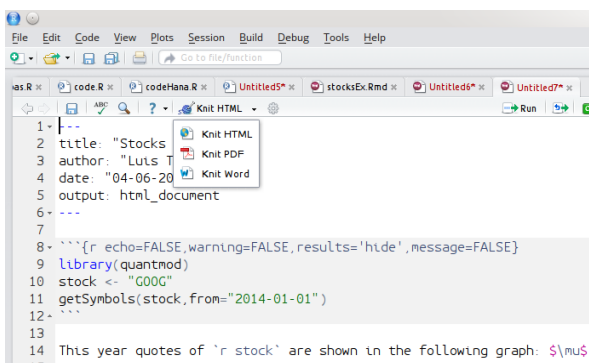 File Edit Code View Plots Session Build Debug Tools Help
Go to file/function
as.R × code.R × codeHana.R × Untitled5* × stocksEx.Rmd × Untitled6* × Untitled7* ×
ABC ? Knit HTML Run
Knit HTML
Knit PDF
Knit Word
1 ---
2 title: "Stocks
3 author: "Luis T
4 date: "04-06-20
5 output: html_document
6 ---
7
8 ```{r echo=FALSE,warning=FALSE,results='hide',message=FALSE}
9 library(quantmod)
10 stock <- "GOOG"
11 getSymbols(stock,from="2014-01-01")
12 ```
13
14 This year quotes of `r stock` are shown in the following graph: $\mu$